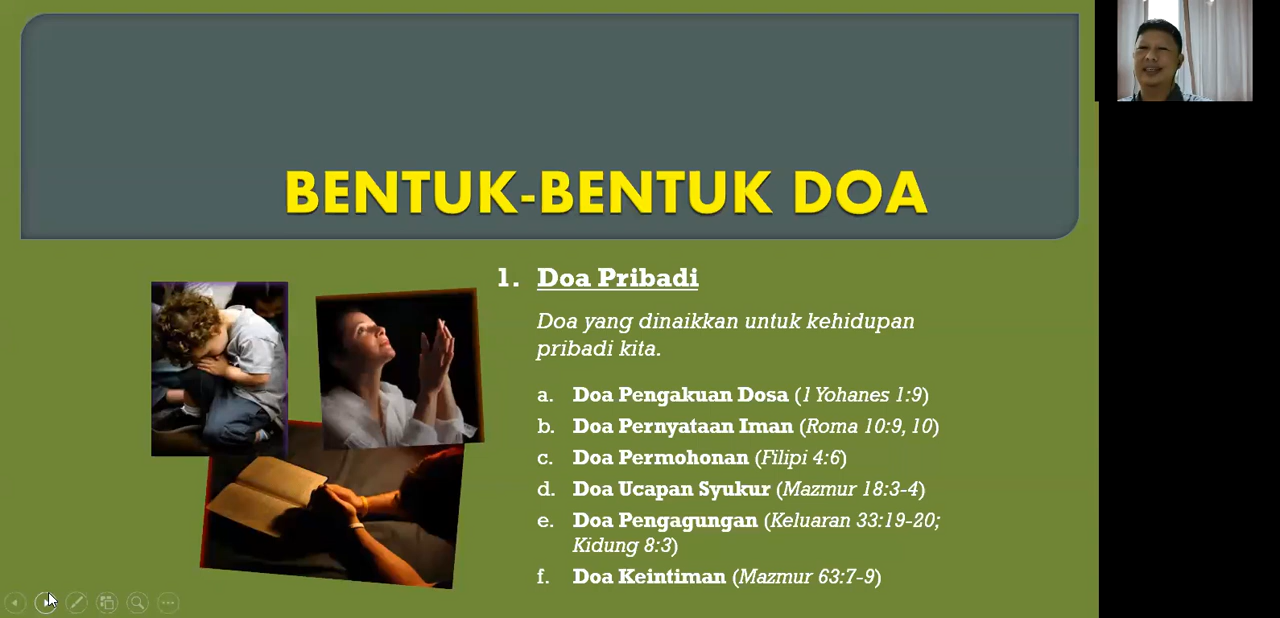 BENTUK-BENTUK DOA
1. Doa Pribadi
Doa yang dinaikkan untuk kehidupan
pribadi kita.
a. Doa Pengakuan Dosa (1 Yohanes 1:9)
b. Doa Pernyataan Iman (Roma 10:9, 10)
c. Doa Permohonan (Filipi 4:6)
d. Doa Ucapan Syukur (Mazmur 18:3-4)
e. Doa Pengagungan (Keluaran 33:19-20;
Kidung 8:3)
f. Doa Keintiman (Mazmur 63:7-9)